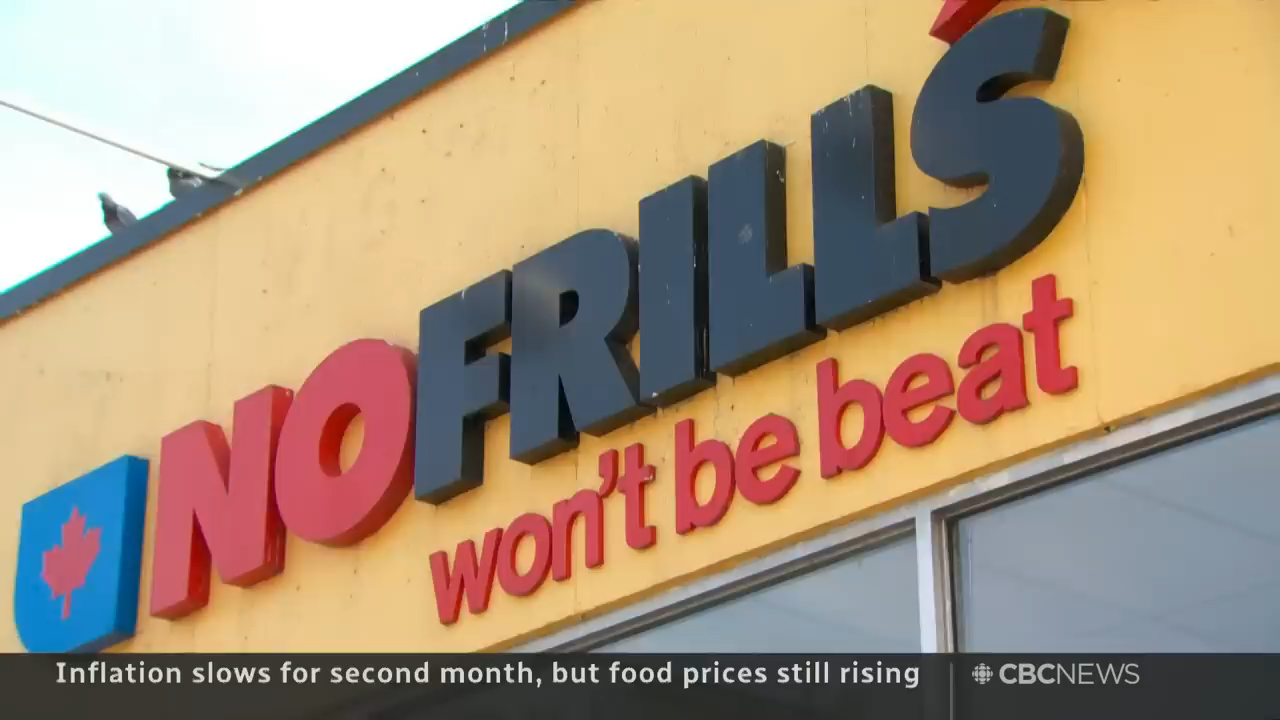 NOFRILLS
won't be beat
Inflation slows for second month, but food prices still rising
CBCNEWS